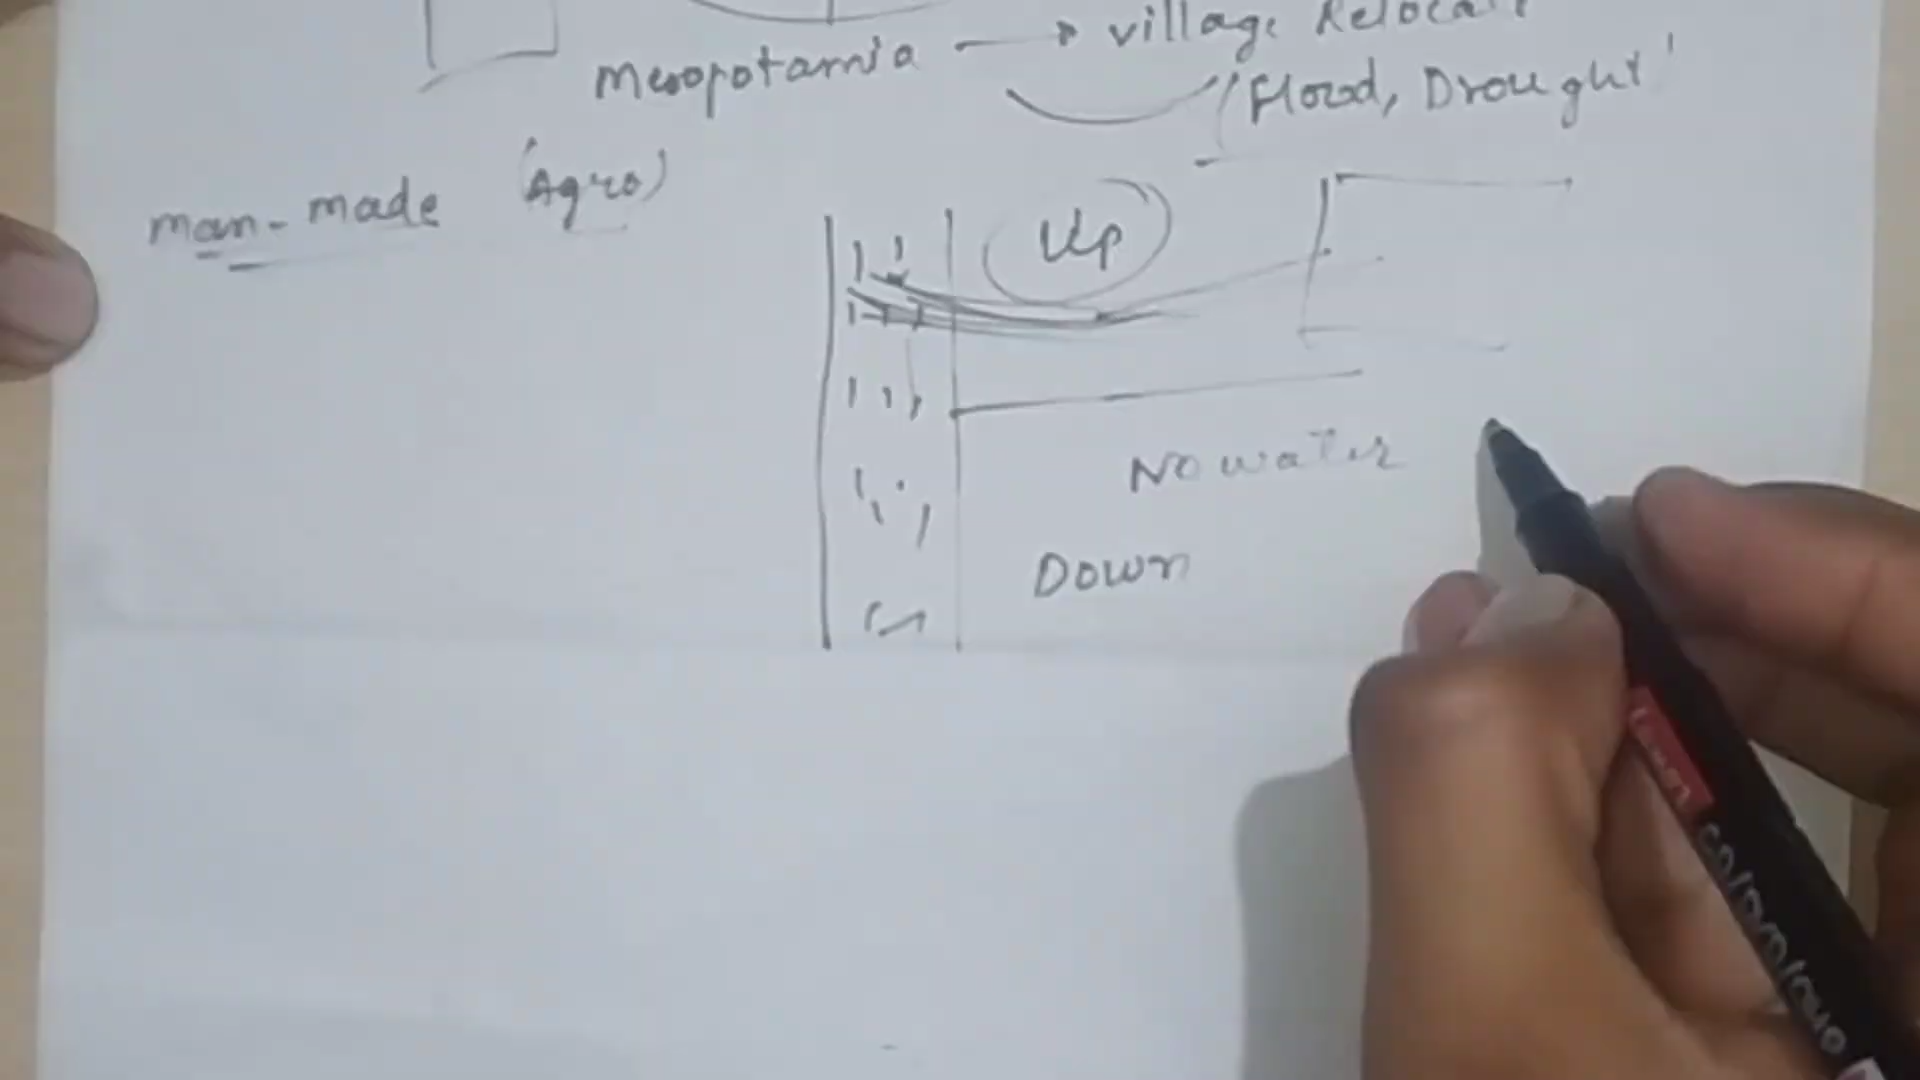 Mesopotamia → village
(Flood, Drought'
man-made (Agro)
Up
No water
Down